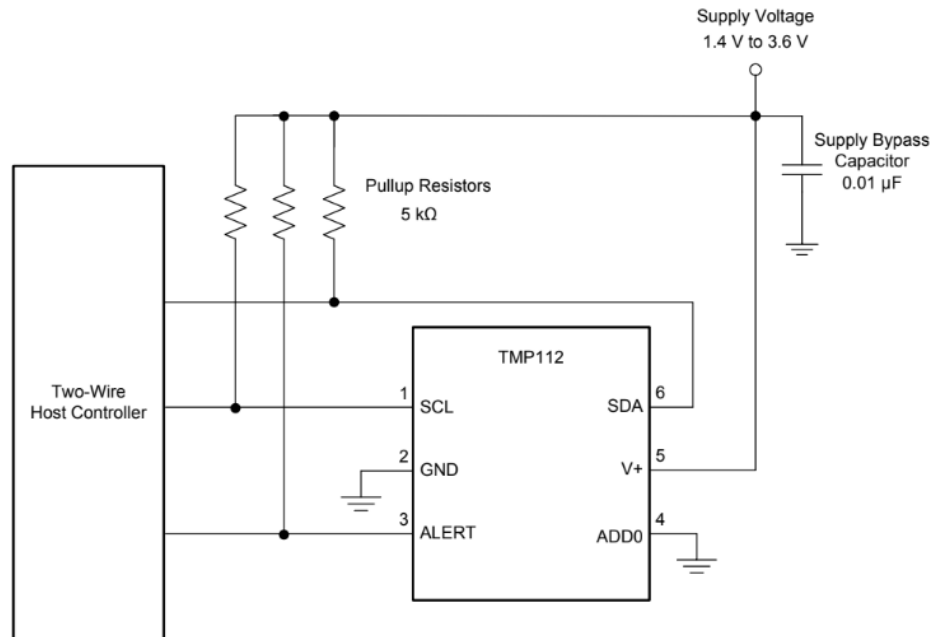 Supply Voltage
1.4 V to 3.6 V
Supply Bypass
Capacitor
0.01 µF
Pullup Resistors
5 kΩ
Two-Wire
Host Controller
TMP112
1
SCL
SDA
6
2
GND
V+
5
3
ALERT
ADD0
4